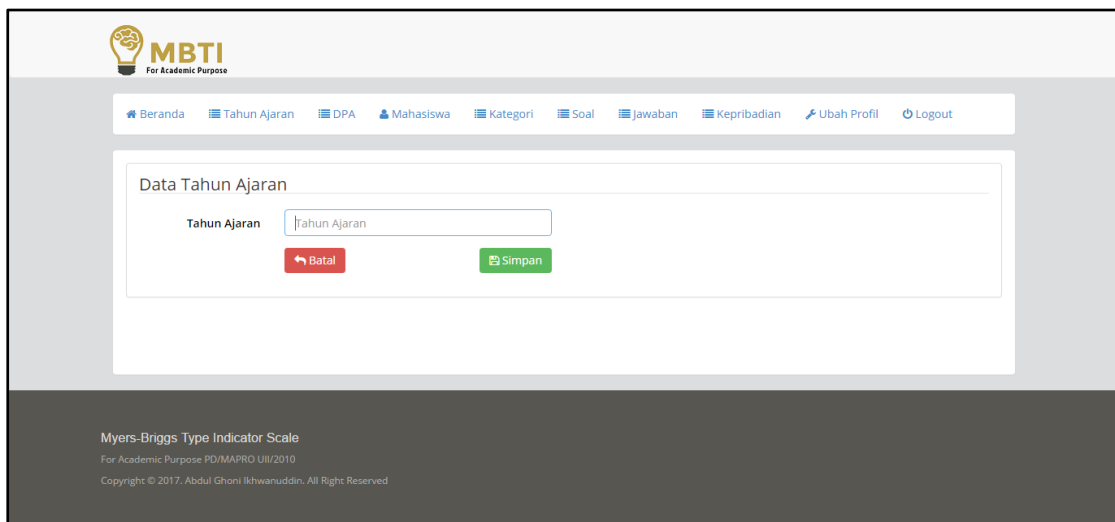 MBTI
For Academic Purpose
Beranda Tahun Ajaran DPA Mahasiswa Kategori Soal Jawaban Kepribadian Ubah Profil Logout
Data Tahun Ajaran
Tahun Ajaran Tahun Ajaran
Batal Simpan
Myers-Briggs Type Indicator Scale
For Academic Purpose PD/MAPRO UII/2010
Copyright © 2017. Abdul Ghoni Ikhwanuddin. All Right Reserved